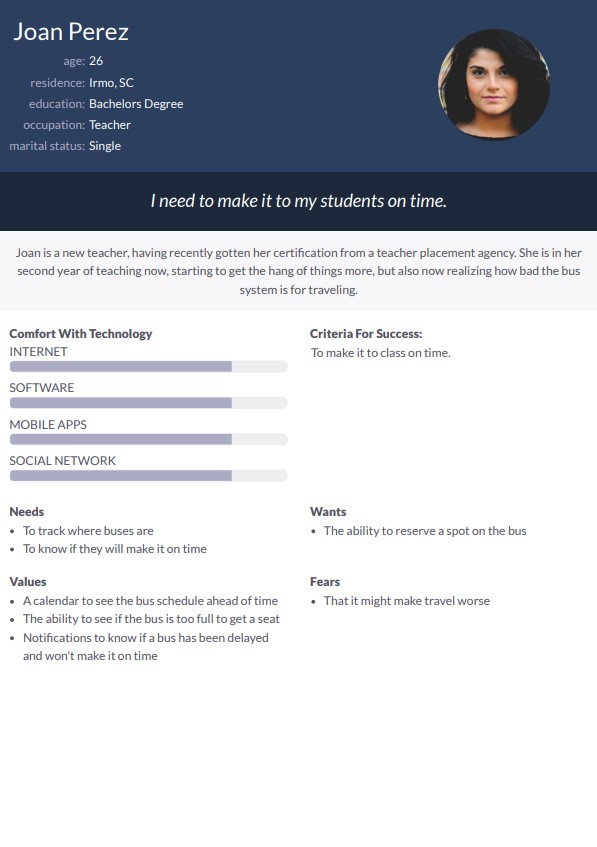 Joan Perez
age: 26
residence: Irmo, SC
education: Bachelors Degree
occupation: Teacher
marital status: Single
I need to make it to my students on time.
Joan is a new teacher, having recently gotten her certification from a teacher placement agency. She is in her
second year of teaching now, starting to get the hang of things more, but also now realizing how bad the bus
system is for traveling.
Comfort With Technology
INTERNET
SOFTWARE
MOBILE APPS
SOCIAL NETWORK
Criteria For Success:
To make it to class on time.
Needs
• To track where buses are
• To know if they will make it on time
Wants
• The ability to reserve a spot on the bus
Values
• A calendar to see the bus schedule ahead of time
• The ability to see if the bus is too full to get a seat
• Notifications to know if a bus has been delayed
and won't make it on time
Fears
• That it might make travel worse